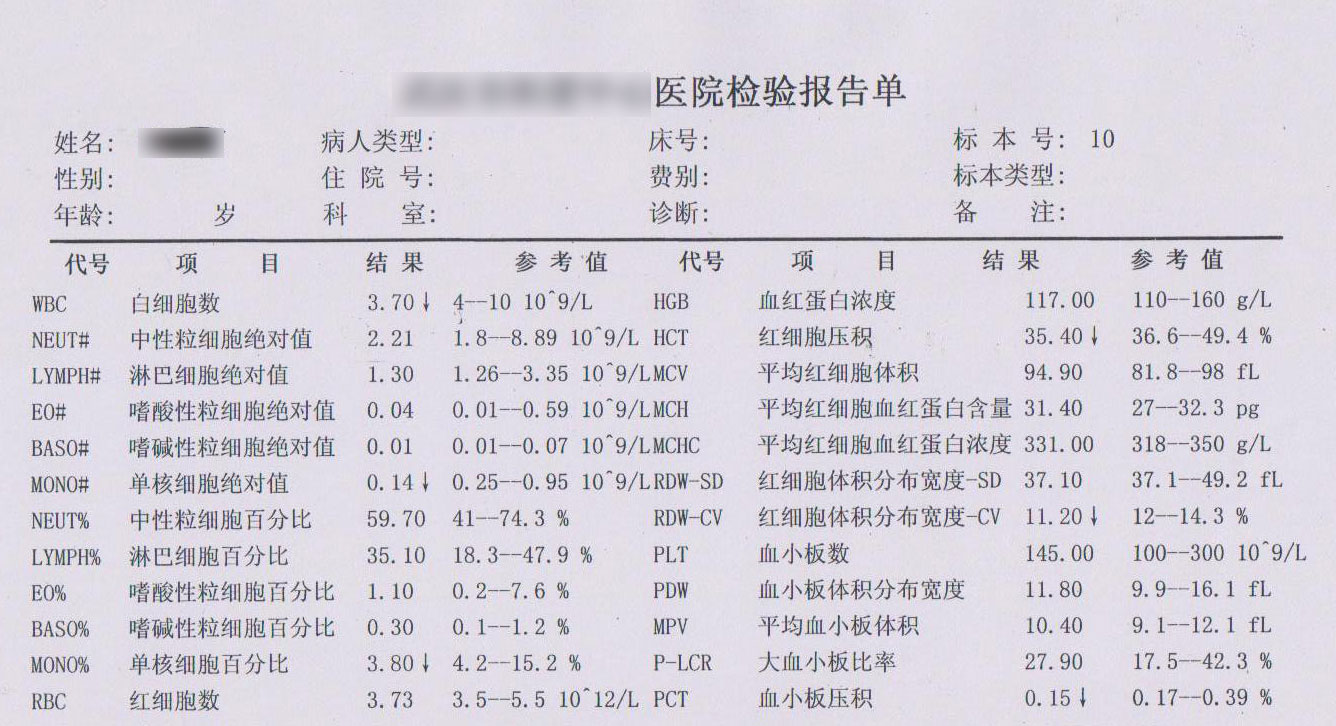 医院检验报告单
姓名: 病人类型: 床号: 标 本 号: 10
性别: 住 院 号: 费别: 标本类型:
年龄: 岁 科 室: 诊断: 备 注:
代号 项 目 结 果 参 考 值 代号 项 目 结 果 参 考 值
WBC 白细胞数 3.70↓ 4--10 10^9/L HGB 血红蛋白浓度 117.00 110--160 g/L
NEUT# 中性粒细胞绝对值 2.21 1.8--8.89 10^9/L HCT 红细胞压积 35.40↓ 36.6--49.4 %
LYMPH# 淋巴细胞绝对值 1.30 1.26--3.35 10^9/L MCV 平均红细胞体积 94.90 81.8--98 fL
EO# 嗜酸性粒细胞绝对值 0.04 0.01--0.59 10^9/L MCH 平均红细胞血红蛋白含量 31.40 27--32.3 pg
BASO# 嗜碱性粒细胞绝对值 0.01 0.01--0.07 10^9/L MCHC 平均红细胞血红蛋白浓度 331.00 318--350 g/L
MONO# 单核细胞绝对值 0.14↓ 0.25--0.95 10^9/L RDW-SD 红细胞体积分布宽度-SD 37.10 37.1--49.2 fL
NEUT% 中性粒细胞百分比 59.70 41--74.3 % RDW-CV 红细胞体积分布宽度-CV 11.20↓ 12--14.3 %
LYMPH% 淋巴细胞百分比 35.10 18.3--47.9 % PLT 血小板数 145.00 100--300 10^9/L
EO% 嗜酸性粒细胞百分比 1.10 0.2--7.6 % PDW 血小板体积分布宽度 11.80 9.9--16.1 fL
BASO% 嗜碱性粒细胞百分比 0.30 0.1--1.2 % MPV 平均血小板体积 10.40 9.1--12.1 fL
MONO% 单核细胞百分比 3.80↓ 4.2--15.2 % P-LCR 大血小板比率 27.90 17.5--42.3 %
RBC 红细胞数 3.73 3.5--5.5 10^12/L PCT 血小板压积 0.15↓ 0.17--0.39 %